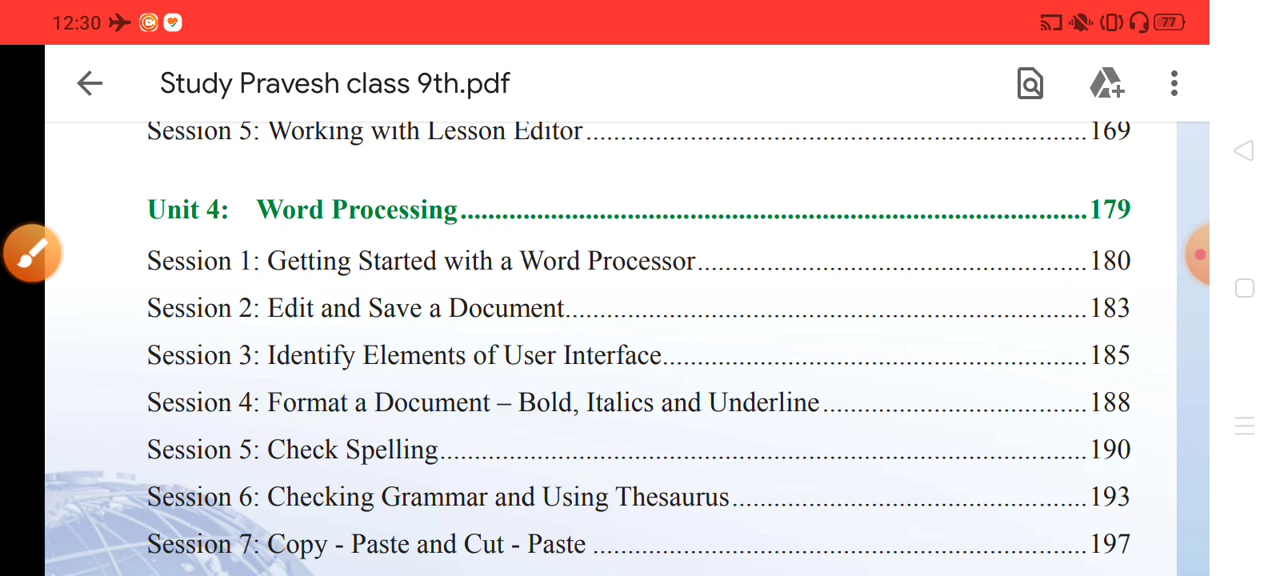 12:30
77
Study Pravesh class 9th.pdf
Session 5: Working with Lesson Editor........................................................................169
Unit 4: Word Processing..........................................................................................179
Session 1: Getting Started with a Word Processor........................................................180
Session 2: Edit and Save a Document...........................................................................183
Session 3: Identify Elements of User Interface.............................................................185
Session 4: Format a Document – Bold, Italics and Underline......................................188
Session 5: Check Spelling.............................................................................................190
Session 6: Checking Grammar and Using Thesaurus...................................................193
Session 7: Copy - Paste and Cut - Paste .......................................................................197